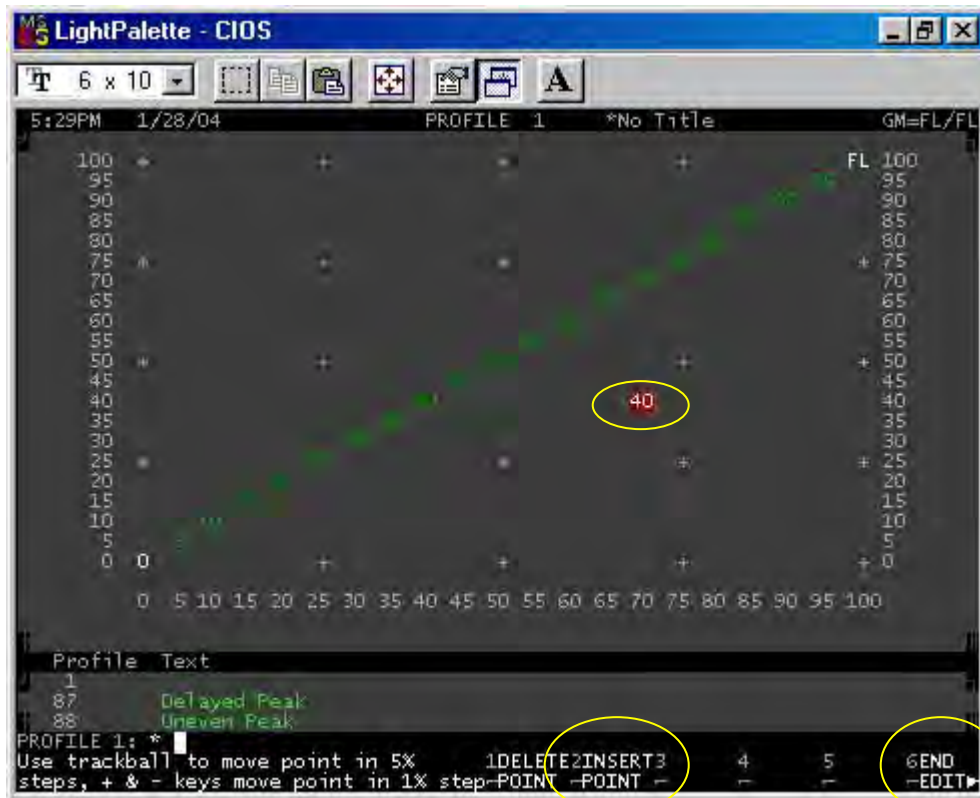 MS LightPalette - CIOS
6 x 10 A
5:29PM 1/28/04 PROFILE 1 *No Title GM=FL/FL
100 FL 100
95 95
90 90
85 85
80 80
75 75
70 70
65 65
60 60
55 55
50 50
45 45
40 40 40
35 35
30 30
25 25
20 20
15 15
10 10
5 5
0 0 0
0 5 10 15 20 25 30 35 40 45 50 55 60 65 70 75 80 85 90 95 100
Profile Text
1
87 Delayed Peak
88 Uneven Peak
PROFILE 1: *
Use trackball to move point in 5% 1DELETE 2INSERT 3 4 5 6END
steps, + & - keys move point in 1% step POINT POINT EDIT